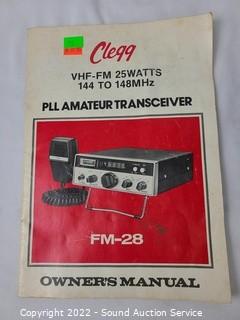 Clegg
VHF-FM 25WATTS
144 TO 148MHz
PLL AMATEUR TRANSCEIVER
FM-28
OWNER'S MANUAL
Copyright 2022 - Sound Auction Service